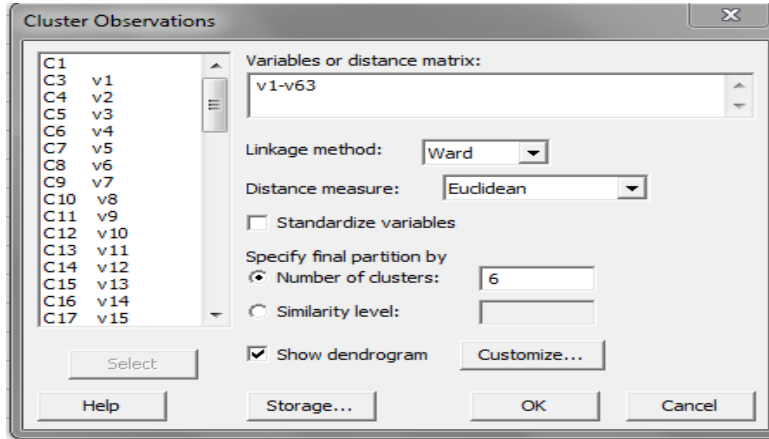 Cluster Observations
C1
C3 v1
C4 v2
C5 v3
C6 v4
C7 v5
C8 v6
C9 v7
C10 v8
C11 v9
C12 v10
C13 v11
C14 v12
C15 v13
C16 v14
C17 v15
Select
Help
Variables or distance matrix:
v1-v63
Linkage method: Ward
Distance measure: Euclidean
Standardize variables
Specify final partition by
Number of clusters: 6
Similarity level:
Show dendrogram Customize...
Storage... OK Cancel